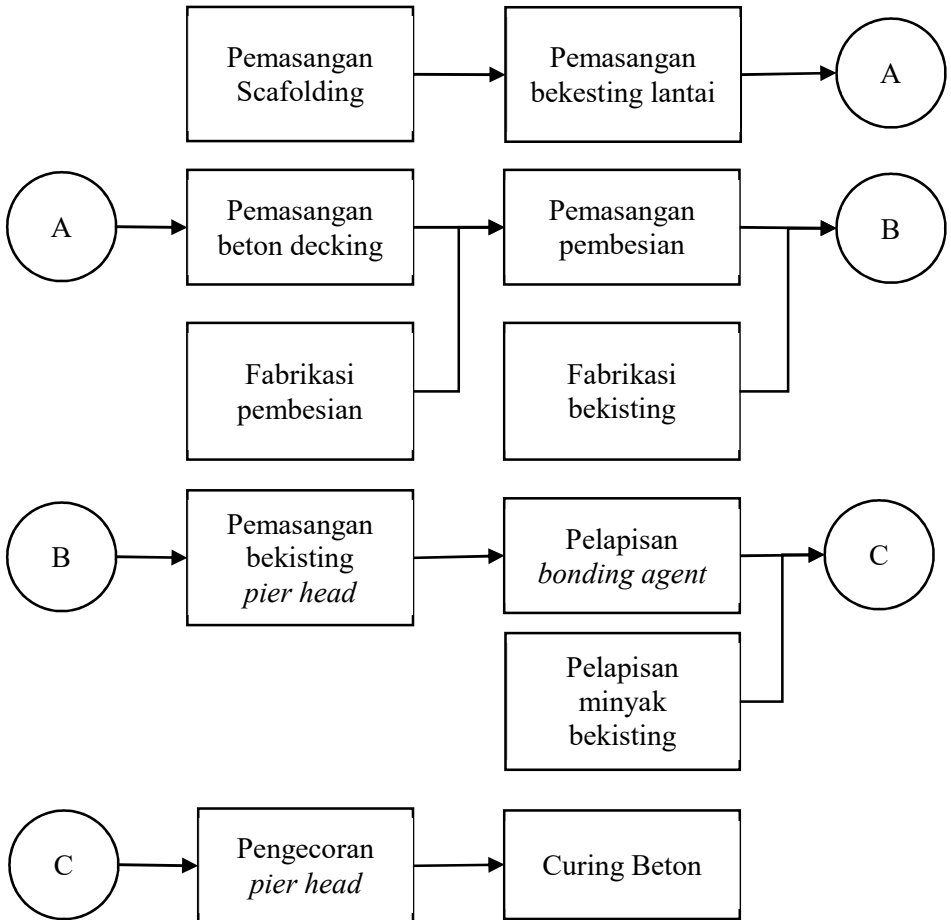 Pemasangan
Scafolding
Pemasangan
bekesting lantai
A
A
Pemasangan
beton decking
Pemasangan
pembesian
B
Fabrikasi
pembesian
Fabrikasi
bekisting
B
Pemasangan
bekisting
pier head
Pelapisan
bonding agent
C
Pelapisan
minyak
bekisting
C
Pengecoran
pier head
Curing Beton